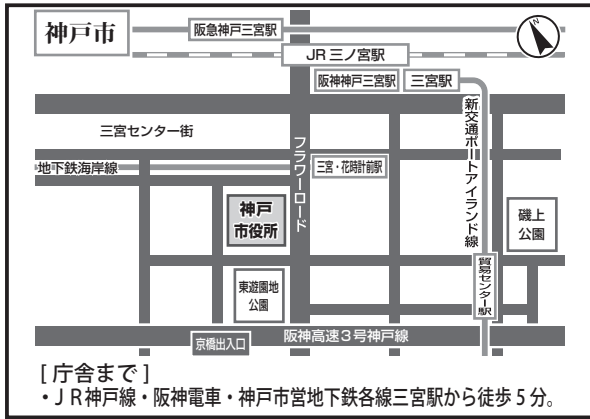 神戸市
阪急神戸三宮駅
N
JR 三ノ宮駅
阪神神戸三宮駅
三宮駅
三宮センター街
フラワーロード
新交通ポートアイランド線
地下鉄海岸線
三宮・花時計前駅
神戸
市役所
磯上
公園
東遊園地
公園
貿易センター駅
阪神高速3号神戸線
京橋出入口
[ 庁舎まで ]
・ＪＲ神戸線・阪神電車・神戸市営地下鉄各線三宮駅から徒歩 5 分。